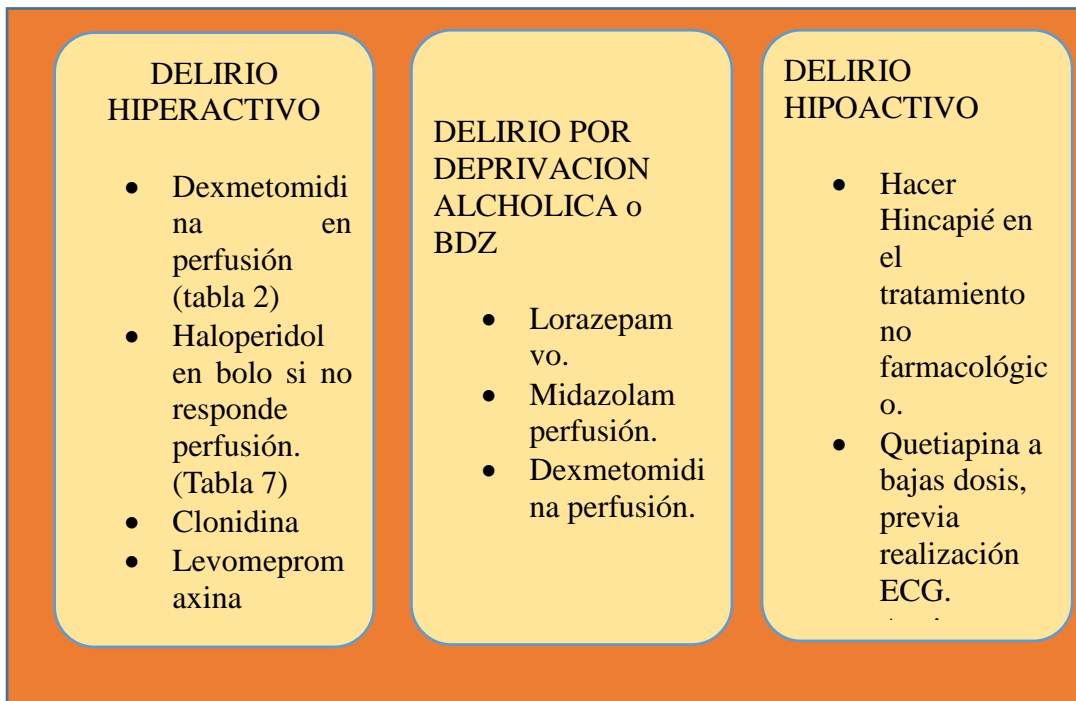 DELIRIO
HIPERACTIVO
• Dexmetomidi
na en
perfusión
(tabla 2)
• Haloperidol
en bolo si no
responde
perfusión.
(Tabla 7)
• Clonidina
• Levomeprom
axina
DELIRIO POR
DEPRIVACION
ALCHOLICA o
BDZ
• Lorazepam
vo.
• Midazolam
perfusión.
• Dexmetomidi
na perfusión.
DELIRIO
HIPOACTIVO
• Hacer
Hincapié en
el
tratamiento
no
farmacológic
o.
• Quetiapina a
bajas dosis,
previa
realización
ECG.